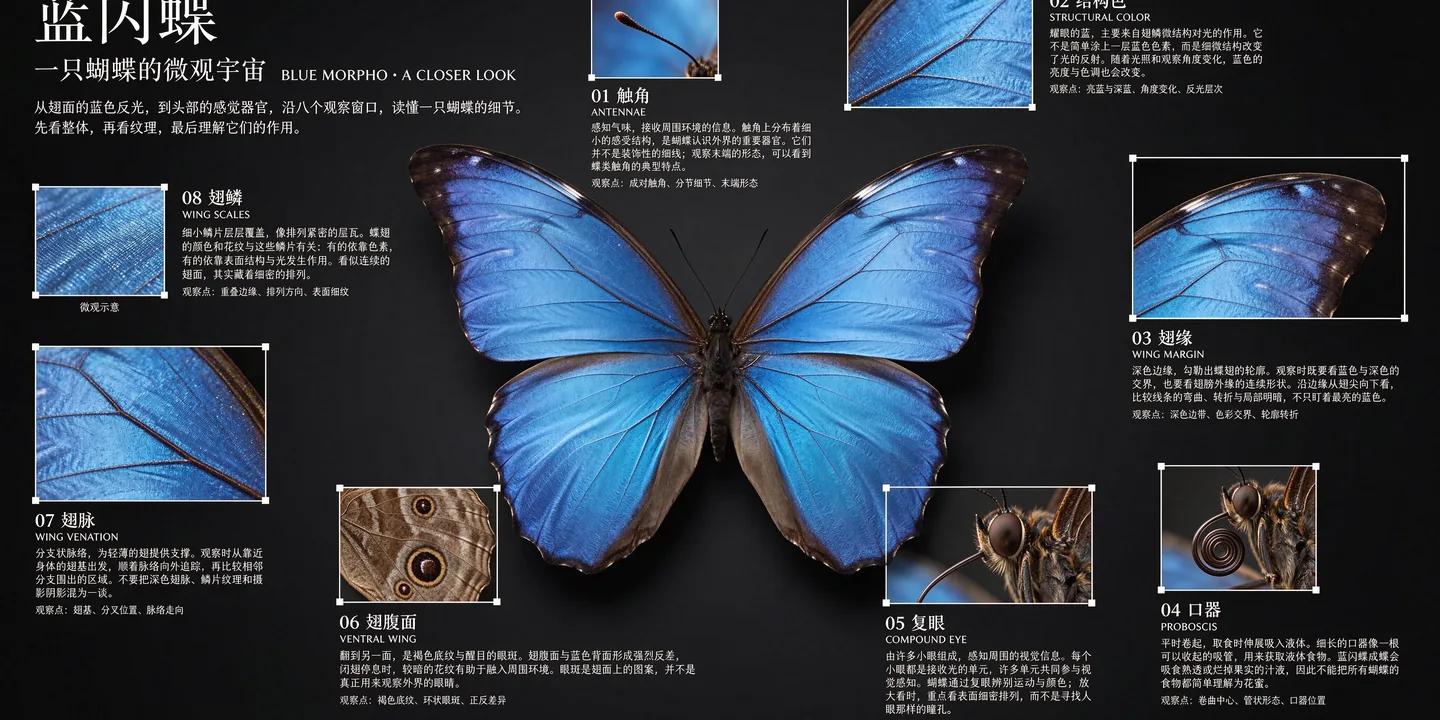 蓝闪蝶
一只蝴蝶的微观宇宙 BLUE MORPHO · A CLOSER LOOK
从翅面的蓝色反光，到头部的感觉器官，沿八个观察窗口，读懂一只蝴蝶的细节。
先看整体，再看纹理，最后理解它们的作用。
01 触角
ANTENNAE
感知气味，接收周围环境的信息。触角上分布着细
小的感受结构，是蝴蝶认识外界的重要器官。它们
并不是装饰性的细线；观察末端的形态，可以看到
蝶类触角的典型特点。
观察点：成对触角、分节细节、末端形态
02 结构色
STRUCTURAL COLOR
耀眼的蓝，主要来自翅鳞微结构对光的作用。它
不是简单涂上一层蓝色色素，而是细微结构改变
了光的反射。随着光照和观察角度变化，蓝色的
亮度与色调也会改变。
观察点：亮蓝与深蓝、角度变化、反光层次
03 翅缘
WING MARGIN
深色边缘，勾勒出蝶翅的轮廓。观察时既要看蓝色与深色的
交界，也要看翅膀外缘的连续形状。沿边缘从翅尖向下看，
比较线条的弯曲、转折与局部明暗，不只盯着最亮的蓝色。
观察点：深色边带、色彩交界、轮廓转折
04 口器
PROBOSCIS
平时卷起，取食时伸展吸入液体。细长的口器像一根
可以收起的吸管，用来获取液体食物。蓝闪蝶成蝶会
吸食熟透或烂掉果实的汁液，因此不能把所有蝴蝶的
食物都简单理解为花蜜。
观察点：卷曲中心、管状形态、口器位置
05 复眼
COMPOUND EYE
由许多小眼组成，感知周围的视觉信息。每个
小眼都是接收光的单元，许多单元共同参与视
觉感知。蝴蝶通过复眼辨别运动与颜色；放
大看时，重点看表面细密排列，而不是寻找人
眼那样的瞳孔。
06 翅腹面
VENTRAL WING
翻到另一面，是褐色底纹与醒目的眼斑。翅腹面与蓝色背面形成强烈反差，
闭翅停息时，较暗的花纹有助于融入周围环境。眼斑是翅面上的图案，并不是
真正用来观察外界的眼睛。
观察点：褐色底纹、环状眼斑、正反差异
07 翅脉
WING VENATION
分支状脉络，为轻薄的翅提供支撑。观察时从靠近
身体的翅基出发，顺着脉络向外追踪，再比较相邻
分支围出的区域。不要把深色翅脉、鳞片纹理和摄
影阴影混为一谈。
观察点：翅基、分叉位置、脉络走向
08 翅鳞
WING SCALES
细小鳞片层层覆盖，像排列紧密的层瓦。蝶翅
的颜色和花纹与这些鳞片有关：有的依靠色素，
有的依靠表面结构与光发生作用。看似连续的
翅面，其实藏着细密的排列。
观察点：重叠边缘、排列方向、表面细纹
微观示意